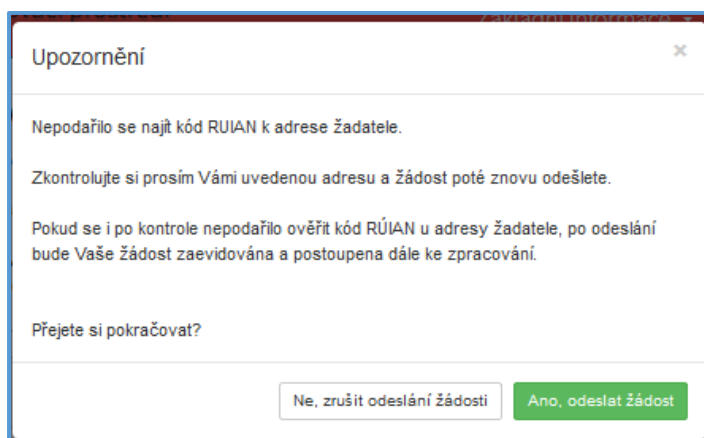 Základní informace
Upozornění
×
Nepodařilo se najít kód RUIAN k adrese žadatele.
Zkontrolujte si prosím Vámi uvedenou adresu a žádost poté znovu odešlete.
Pokud se i po kontrole nepodařilo ověřit kód RÚIAN u adresy žadatele, po odeslání
bude Vaše žádost zaevidována a postoupena dále ke zpracování.
Přejete si pokračovat?
Ne, zrušit odeslání žádosti
Ano, odeslat žádost